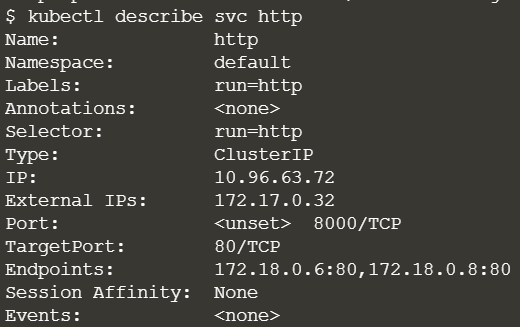 $ kubectl describe svc http
Name:              http
Namespace:         default
Labels:            run=http
Annotations:       <none>
Selector:          run=http
Type:              ClusterIP
IP:                10.96.63.72
External IPs:      172.17.0.32
Port:              <unset>  8000/TCP
TargetPort:        80/TCP
Endpoints:         172.18.0.6:80,172.18.0.8:80
Session Affinity:  None
Events:            <none>